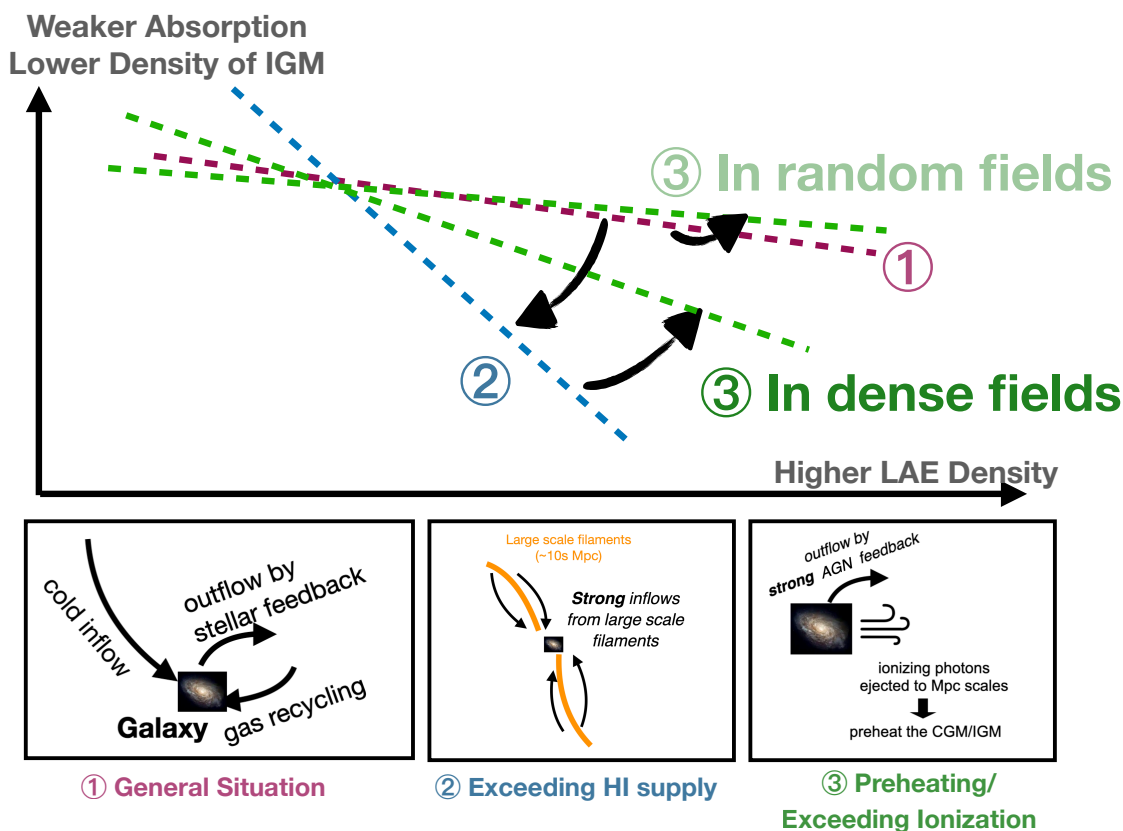 Weaker Absorption
Lower Density of IGM
③ In random fields
①
②
③ In dense fields
Higher LAE Density
cold inflow
outflow by
stellar feedback
Galaxy
gas recycling
Large scale filaments
(~10s Mpc)
Strong inflows
from large scale
filaments
outflow by
strong AGN feedback
ionizing photons
ejected to Mpc scales
preheat the CGM/IGM
① General Situation
② Exceeding HI supply
③ Preheating/
Exceeding Ionization